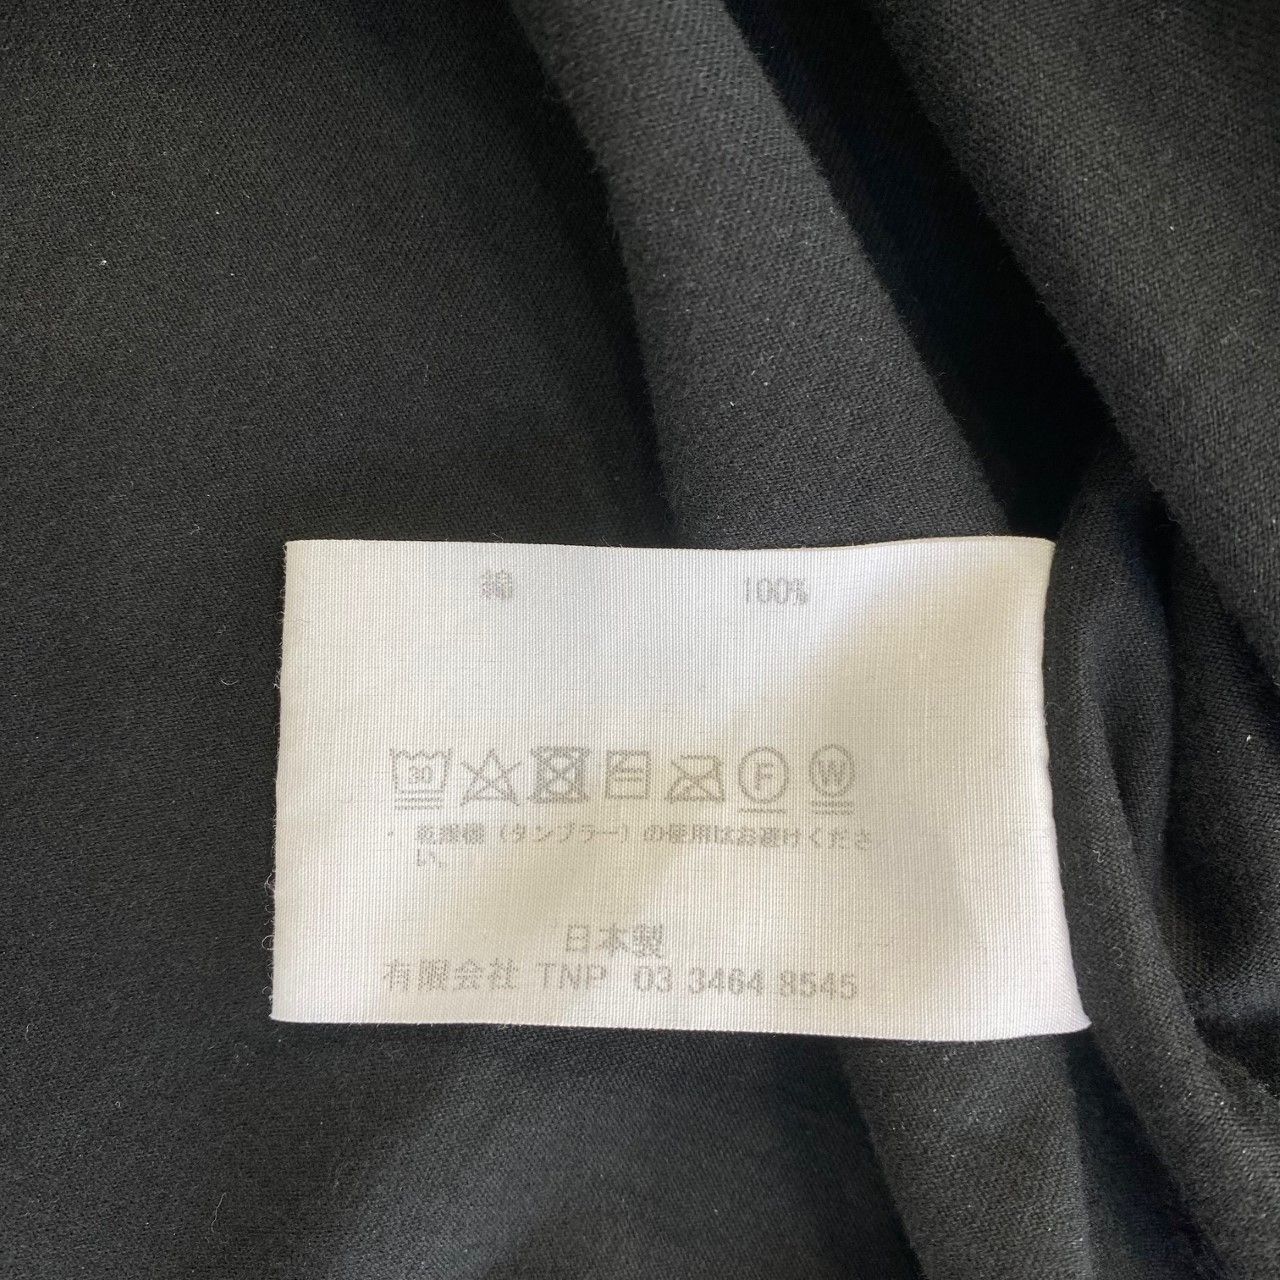 綿 100%
30 F W
・ 乾燥機（タンブラー）の使用はお避けくださ
い。
日本製
有限会社 TNP 03 3464 8545